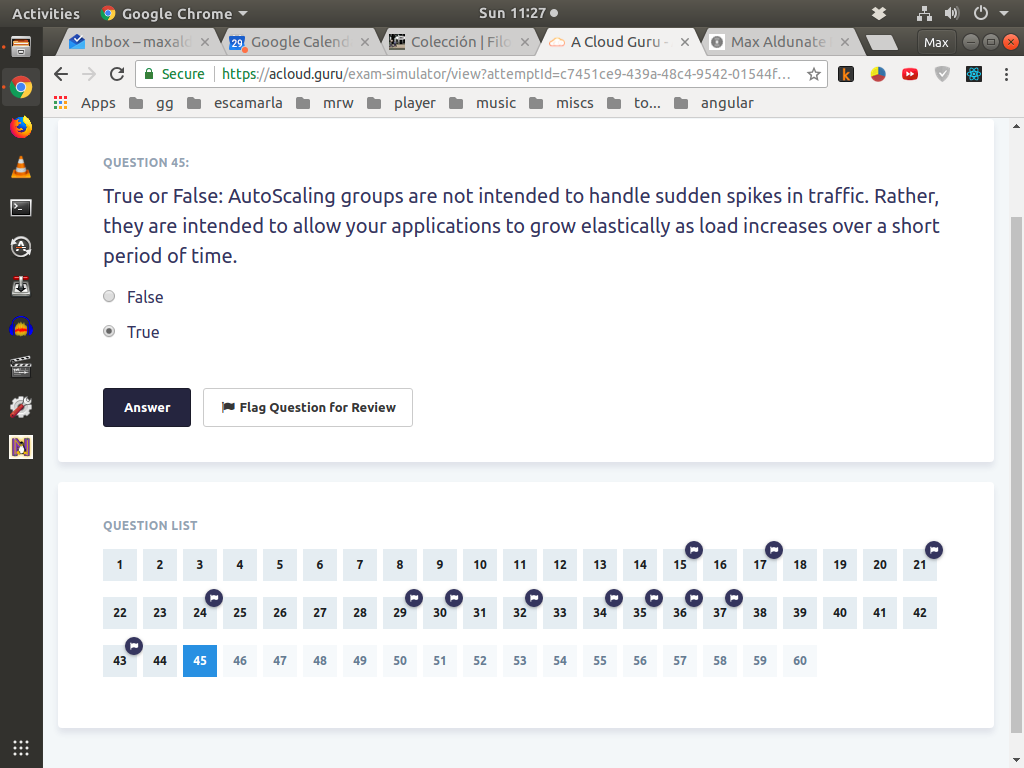 Activities Google Chrome Sun 11:27
Inbox – maxald Google Calend Colección | Filo A Cloud Guru - Max Aldunate Max
Secure https://acloud.guru/exam-simulator/view?attemptId=c7451ce9-439a-48c4-9542-01544f...
Apps gg escamarla mrw player music miscs to... angular
QUESTION 45:
True or False: AutoScaling groups are not intended to handle sudden spikes in traffic. Rather,
they are intended to allow your applications to grow elastically as load increases over a short
period of time.
False
True
Answer Flag Question for Review
QUESTION LIST
1 2 3 4 5 6 7 8 9 10 11 12 13 14 15 16 17 18 19 20 21
22 23 24 25 26 27 28 29 30 31 32 33 34 35 36 37 38 39 40 41 42
43 44 45 46 47 48 49 50 51 52 53 54 55 56 57 58 59 60